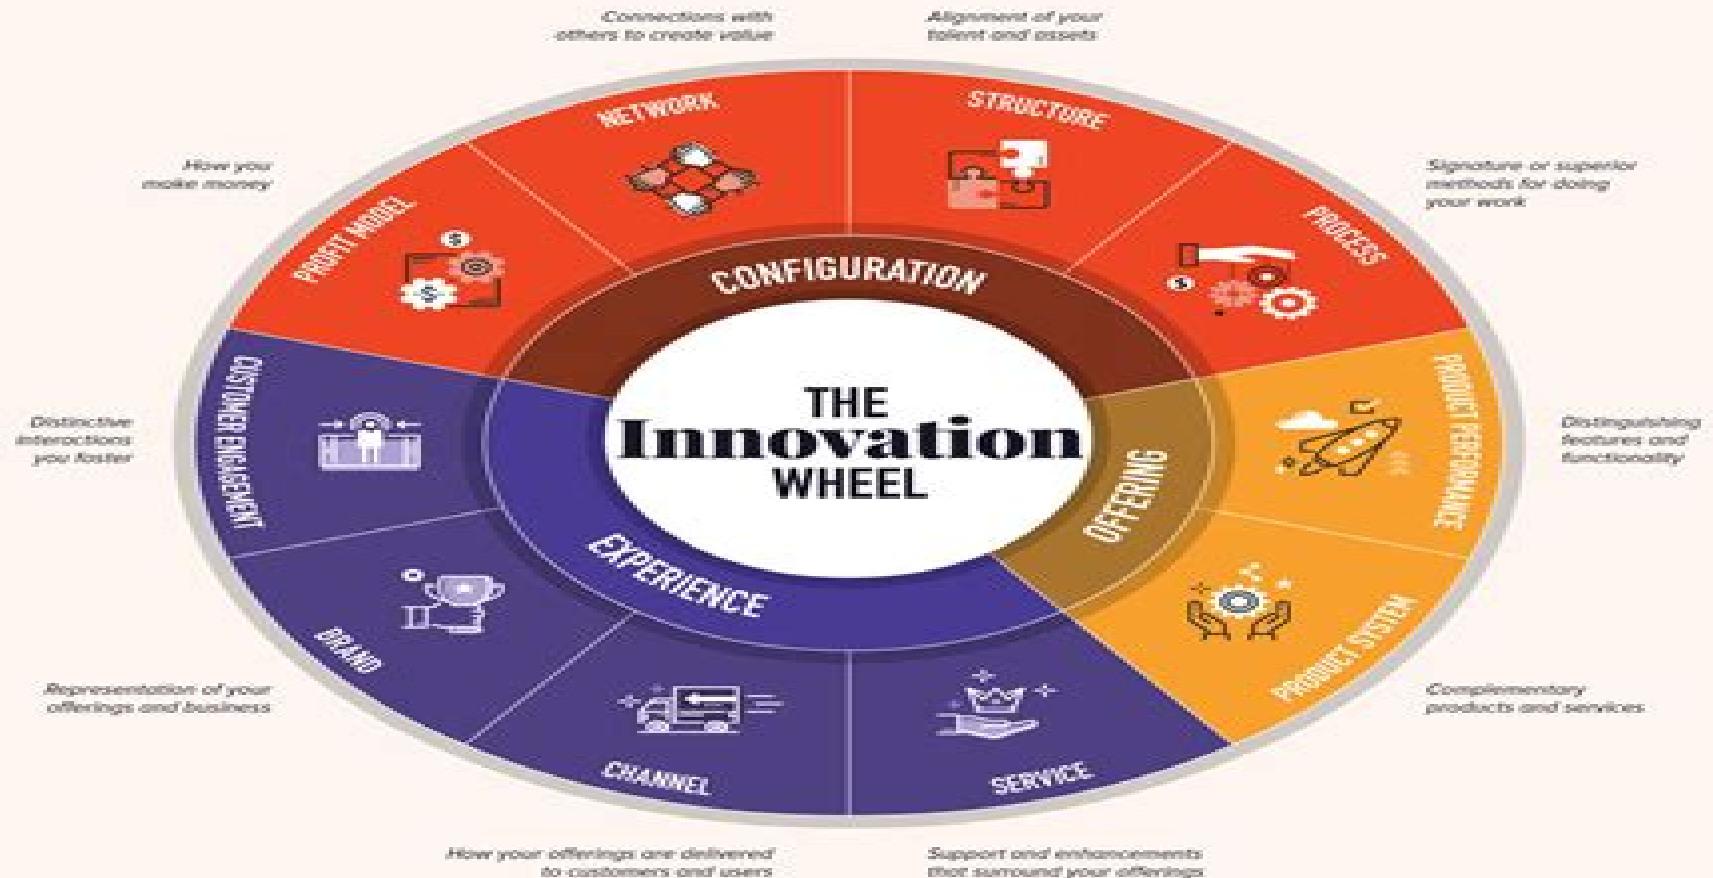 Connections with
others to create value
Alignment of your
talent and assets
NETWORK
STRUCTURE
How you
make money
Signature or superior
methods for doing
your work
PROFIT MODEL
PROCESS
CONFIGURATION
CUSTOMER ENGAGEMENT
PRODUCT PERFORMANCE
THE
Innovation
WHEEL
Distinctive
interactions
you foster
Distinguishing
features and
functionality
OFFERING
EXPERIENCE
BRAND
PRODUCT SYSTEM
Representation of your
offerings and business
Complementary
products and services
CHANNEL
SERVICE
How your offerings are delivered
to customers and users
Support and enhancements
that surround your offerings